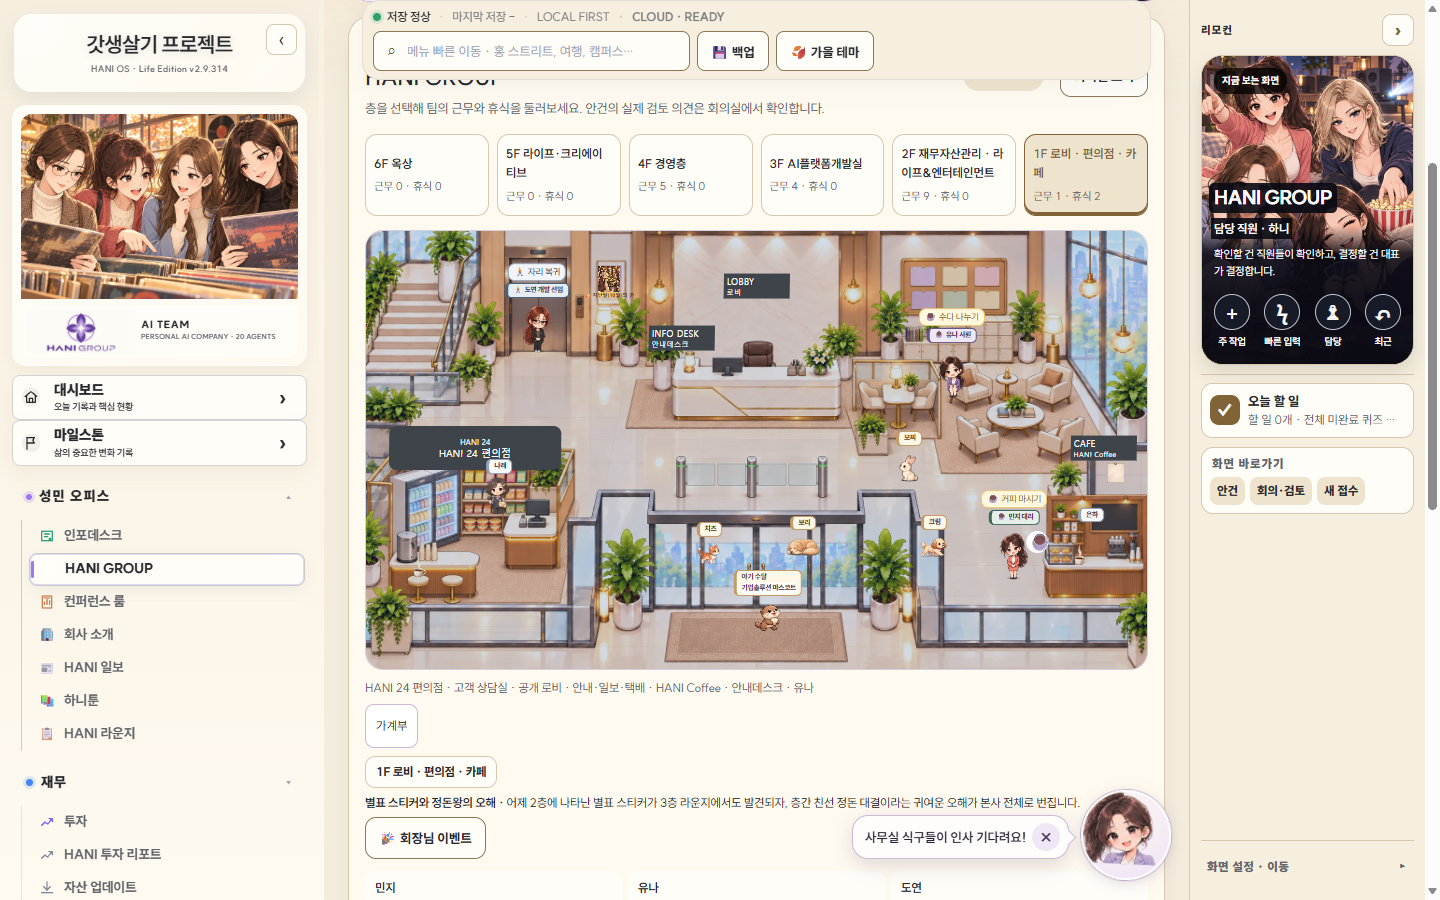 갓생살기 프로젝트
HANI OS · Life Edition v2.9.314
HANI GROUP
AI TEAM
PERSONAL AI COMPANY · 20 AGENTS
대시보드
오늘 기록과 핵심 현황
마일스톤
삶의 중요한 변화 기록
성민 오피스
인포데스크
HANI GROUP
컨퍼런스 룸
회사 소개
HANI 일보
하니툰
HANI 라운지
재무
투자
HANI 투자 리포트
자산 업데이트
저장 정상 · 마지막 저장 - · LOCAL FIRST · CLOUD · READY
메뉴 빠른 이동 · 홈 스트리트, 여행, 캠퍼스…
백업
가을 테마
HANI GROUP
층을 선택해 팀의 근무와 휴식을 둘러보세요. 안건의 실제 검토 의견은 회의실에서 확인합니다.
6F 옥상
근무 0 · 휴식 0
5F 라이프·크리에이티브
근무 0 · 휴식 0
4F 경영층
근무 5 · 휴식 0
3F AI플랫폼개발실
근무 4 · 휴식 0
2F 재무자산관리 · 라이프&엔터테인먼트
근무 9 · 휴식 0
1F 로비 · 편의점 · 카페
근무 1 · 휴식 2
자리 복귀
도연 개발 선임
LOBBY
로비
INFO DESK
안내데스크
수다 나누기
유나 사원
HANI 24
HANI 24 편의점
나래
모찌
CAFE
HANI Coffee
커피 마시기
민지 대리
은하
치즈
보리
크림
아기 수달
기업솔루션 마스코트
HANI 24 편의점 · 고객 상담실 · 공개 로비 · 안내·일보·택배 · HANI Coffee · 안내데스크 · 유나
가계부
1F 로비 · 편의점 · 카페
별표 스티커와 정돈왕의 오해 · 어제 2층에 나타난 별표 스티커가 3층 라운지에서도 발견되자, 층간 친선 정돈 대결이라는 귀여운 오해가 본사 전체로 번집니다.
회장님 이벤트
사무실 식구들이 인사 기다려요!
민지
유나
도연
리모컨
지금 보는 화면
HANI GROUP
담당 직원 · 하니
확인할 건 직원들이 확인하고, 결정할 건 대표가 결정합니다.
주 작업
빠른 입력
담당
최근
오늘 할 일
할 일 0개 · 전체 미완료 퀴즈 …
화면 바로가기
안건
회의·검토
새 접수
화면 설정 · 이동